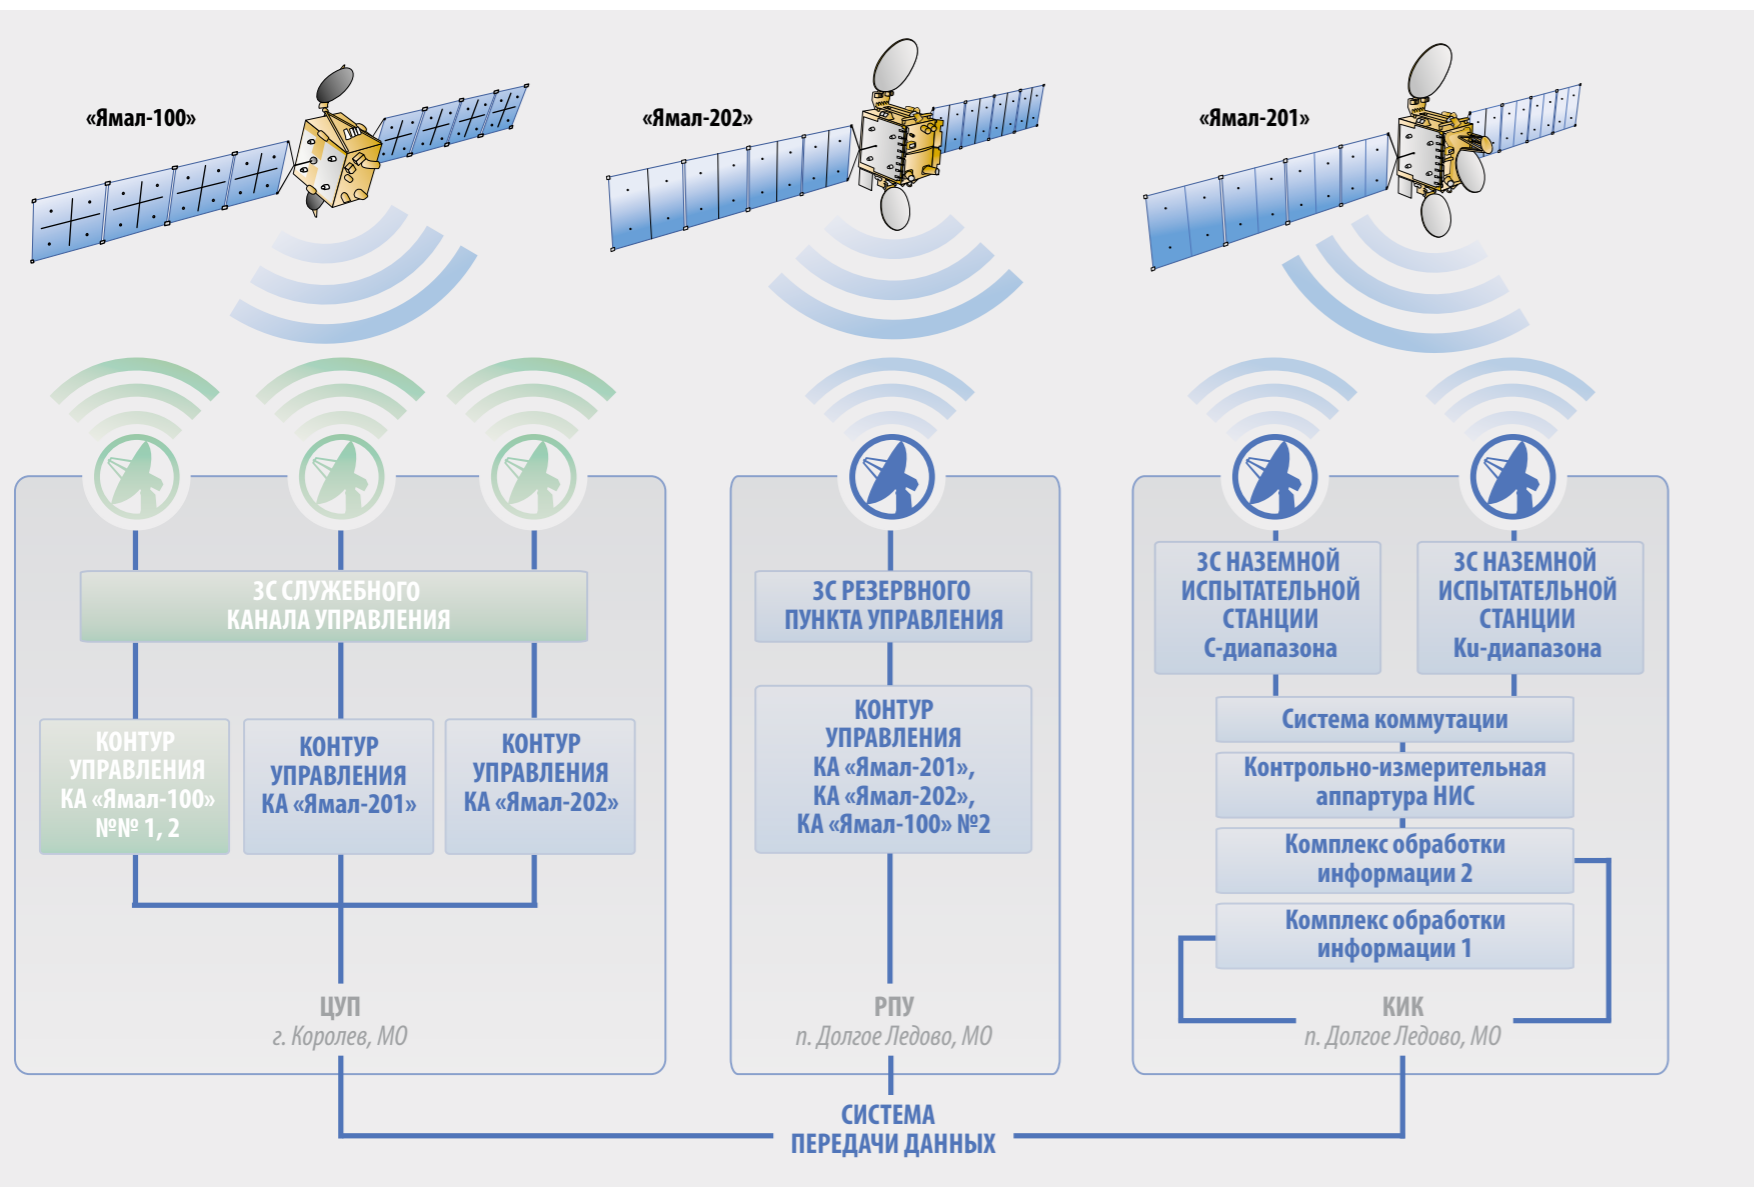 «Ямал-100»
«Ямал-202»
«Ямал-201»
ЗС СЛУЖЕБНОГО
КАНАЛА УПРАВЛЕНИЯ
КОНТУР
УПРАВЛЕНИЯ
КА «Ямал-100»
№№ 1, 2
КОНТУР
УПРАВЛЕНИЯ
КА «Ямал-201»
КОНТУР
УПРАВЛЕНИЯ
КА «Ямал-202»
ЦУП
г. Королев, МО
ЗС РЕЗЕРВНОГО
ПУНКТА УПРАВЛЕНИЯ
КОНТУР
УПРАВЛЕНИЯ
КА «Ямал-201»,
КА «Ямал-202»,
КА «Ямал-100» №2
РПУ
п. Долгое Ледово, МО
ЗС НАЗЕМНОЙ
ИСПЫТАТЕЛЬНОЙ
СТАНЦИИ
С-диапазона
ЗС НАЗЕМНОЙ
ИСПЫТАТЕЛЬНОЙ
СТАНЦИИ
Ku-диапазона
Система коммутации
Контрольно-измерительная
аппартура НИС
Комплекс обработки
информации 2
Комплекс обработки
информации 1
КИК
п. Долгое Ледово, МО
СИСТЕМА
ПЕРЕДАЧИ ДАННЫХ